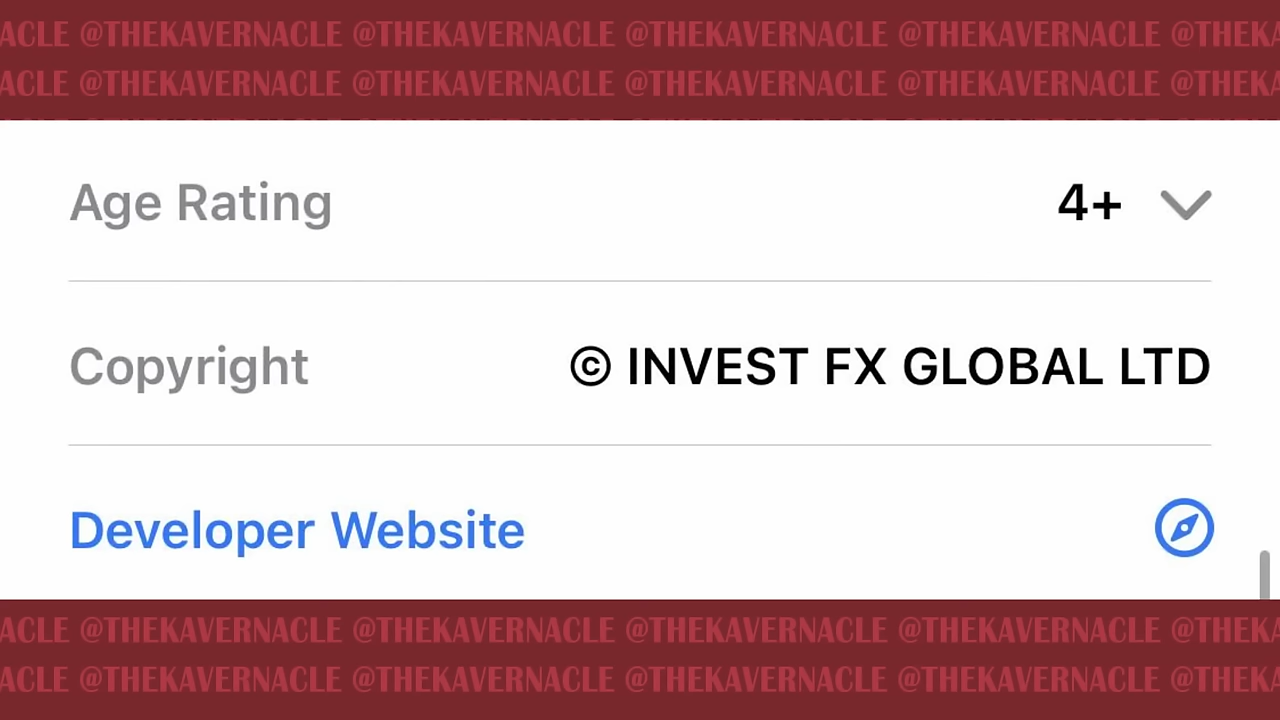 ACLE @THEKAVERNACLE @THEKAVERNACLE @THEKAVERNACLE @THEKAVERNACLE @THEKA
ACLE @THEKAVERNACLE @THEKAVERNACLE @THEKAVERNACLE @THEKAVERNACLE @THEKA
Age Rating 4+
Copyright © INVEST FX GLOBAL LTD
Developer Website
ACLE @THEKAVERNACLE @THEKAVERNACLE @THEKAVERNACLE @THEKAVERNACLE @THEKA
ACLE @THEKAVERNACLE @THEKAVERNACLE @THEKAVERNACLE @THEKAVERNACLE @THEKA